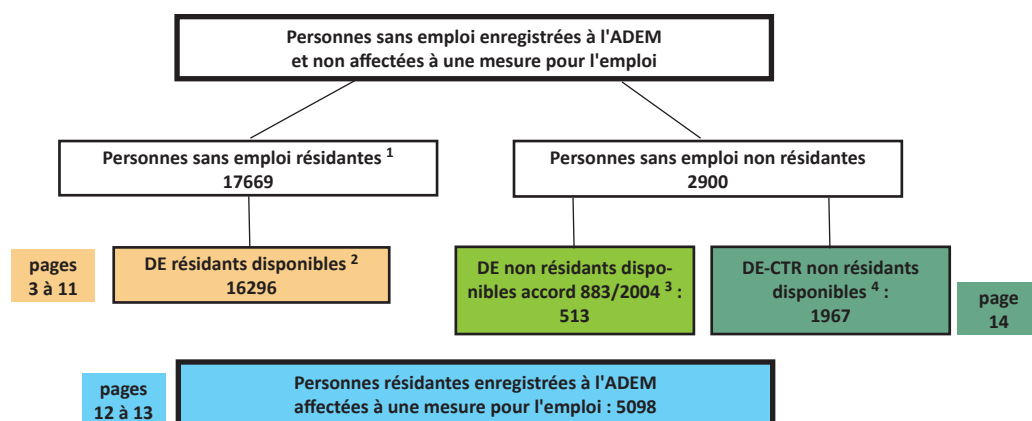 Personnes sans emploi enregistrées à l'ADEM
et non affectées à une mesure pour l'emploi
Personnes sans emploi résidantes 1
17669
Personnes sans emploi non résidantes
2900
pages
3 à 11
DE résidants disponibles 2
16296
DE non résidants dispo-
nibles accord 883/2004 3 :
513
DE-CTR non résidants
disponibles 4 :
1967
page
14
pages
12 à 13
Personnes résidantes enregistrées à l'ADEM
affectées à une mesure pour l'emploi : 5098